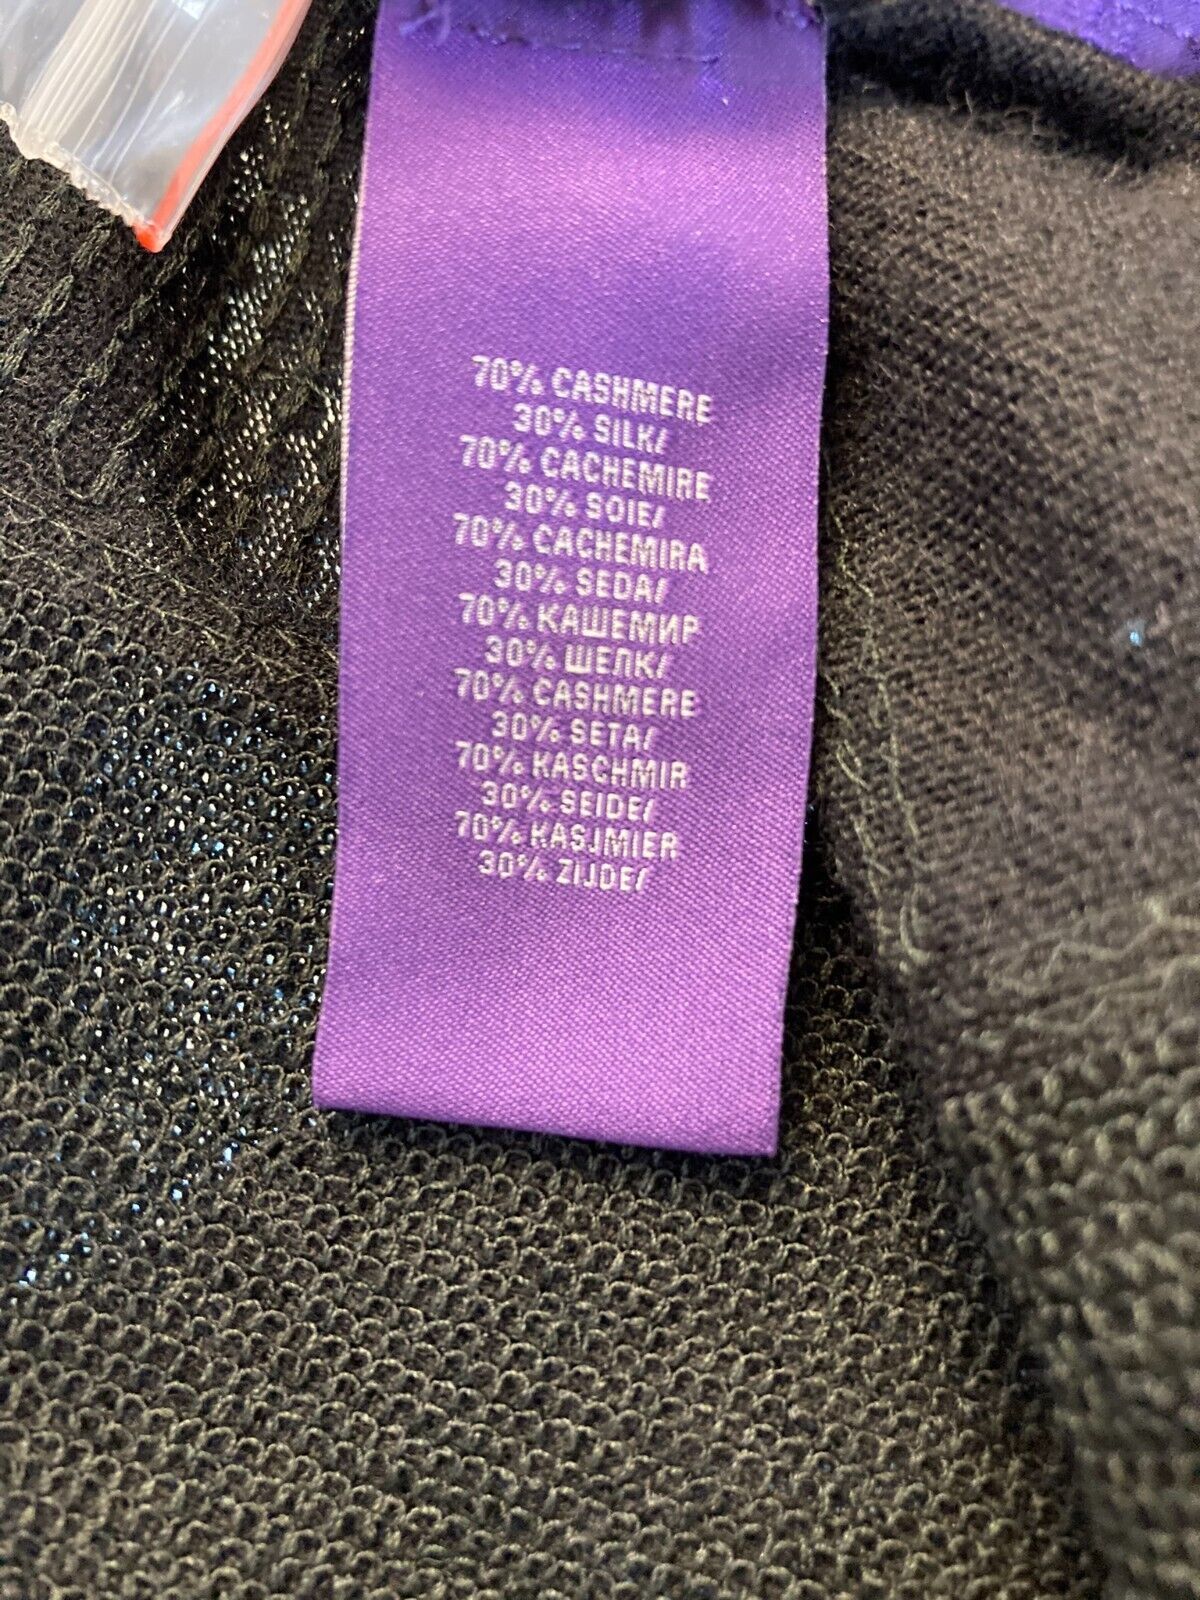 70% CASHMERE
30% SILK/
70% CACHEMIRE
30% SOIE/
70% CACHEMIRA
30% SEDA/
70% КАШЕМИР
30% ШЕЛК/
70% CASHMERE
30% SETA/
70% KASCHMIR
30% SEIDE/
70% KASJMIER
30% ZIJDE/